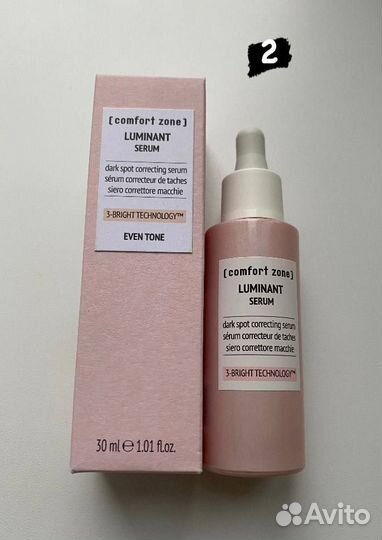 2
[comfort zone]
LUMINANT
SERUM
dark spot correcting serum
sérum correcteur de taches
siero correttore macchie
3-BRIGHT TECHNOLOGY™
EVEN TONE
30 ml ℮ 1.01 fl.oz.
[comfort zone]
LUMINANT
SERUM
dark spot correcting serum
sérum correcteur de taches
siero correttore macchie
3-BRIGHT TECHNOLOGY™
Avito